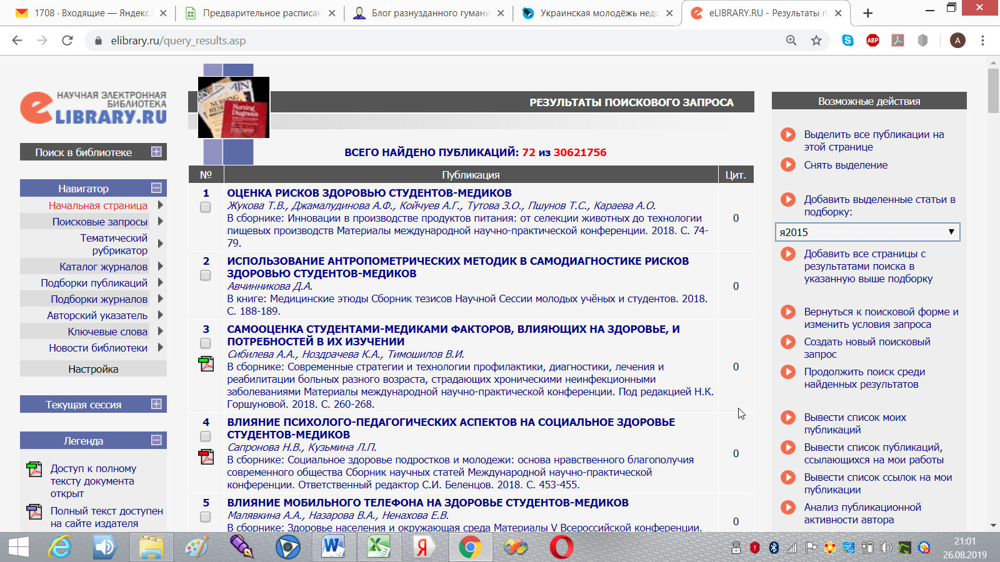 1708 · Входящие — Яндекс.
Предварительное расписан
Блог разнузданного гумани
Украинская молодёжь недо
eLIBRARY.RU - Результаты п
elibrary.ru/query_results.asp
ABP
A
НАУЧНАЯ ЭЛЕКТРОННАЯ
БИБЛИОТЕКА
eLIBRARY.RU
Поиск в библиотеке
Навигатор
Начальная страница
Поисковые запросы
Тематический
рубрикатор
Каталог журналов
Подборки публикаций
Подборки журналов
Авторский указатель
Ключевые слова
Новости библиотеки
Настройка
Текущая сессия
Легенда
Доступ к полному
тексту документа
открыт
Полный текст доступен
на сайте издателя
AJN
Nursing
Diagnosis
РЕЗУЛЬТАТЫ ПОИСКОВОГО ЗАПРОСА
ВСЕГО НАЙДЕНО ПУБЛИКАЦИЙ: 72 из 30621756
№ Публикация Цит.
1 ОЦЕНКА РИСКОВ ЗДОРОВЬЮ СТУДЕНТОВ-МЕДИКОВ
Жукова Т.В., Джамалудинова А.Ф., Койчуев А.Г., Тутова З.О., Пшунов Т.С., Караева А.О.
В сборнике: Инновации в производстве продуктов питания: от селекции животных до технологии
пищевых производств Материалы международной научно-практической конференции. 2018. С. 74-
79.
0
2 ИСПОЛЬЗОВАНИЕ АНТРОПОМЕТРИЧЕСКИХ МЕТОДИК В САМОДИАГНОСТИКЕ РИСКОВ
ЗДОРОВЬЮ СТУДЕНТОВ-МЕДИКОВ
Авчинникова Д.А.
В книге: Медицинские этюды Сборник тезисов Научной Сессии молодых учёных и студентов. 2018.
С. 188-189.
0
3 САМООЦЕНКА СТУДЕНТАМИ-МЕДИКАМИ ФАКТОРОВ, ВЛИЯЮЩИХ НА ЗДОРОВЬЕ, И
ПОТРЕБНОСТЕЙ В ИХ ИЗУЧЕНИИ
Сибилева А.А., Ноздрачева К.А., Тимошилов В.И.
В сборнике: Современные стратегии и технологии профилактики, диагностики, лечения и
реабилитации больных разного возраста, страдающих хроническими неинфекционными
заболеваниями Материалы международной научно-практической конференции. Под редакцией Н.К.
Горшуновой. 2018. С. 260-268.
0
4 ВЛИЯНИЕ ПСИХОЛОГО-ПЕДАГОГИЧЕСКИХ АСПЕКТОВ НА СОЦИАЛЬНОЕ ЗДОРОВЬЕ
СТУДЕНТОВ-МЕДИКОВ
Сапронова Н.В., Кузьмина Л.П.
В сборнике: Социальное здоровье подростков и молодежи: основа нравственного благополучия
современного общества Сборник научных статей Международной научно-практической
конференции. Ответственный редактор С.И. Беленцов. 2018. С. 453-455.
0
5 ВЛИЯНИЕ МОБИЛЬНОГО ТЕЛЕФОНА НА ЗДОРОВЬЕ СТУДЕНТОВ-МЕДИКОВ
Малявкина А.А., Назарова В.А., Ненахова Е.В.
В сборнике: Здоровье населения и окружающая среда Материалы V Всероссийской конференции.
0
Возможные действия
Выделить все публикации на
этой странице
Снять выделение
Добавить выделенные статьи в
подборку:
я2015
Добавить все страницы с
результатами поиска в
указанную выше подборку
Вернуться к поисковой форме и
изменить условия запроса
Создать новый поисковый
запрос
Продолжить поиск среди
найденных результатов
Вывести список моих
публикаций
Вывести список публикаций,
ссылающихся на мои работы
Вывести список ссылок на мои
публикации
Анализ публикационной
активности автора
21:01
26.08.2019